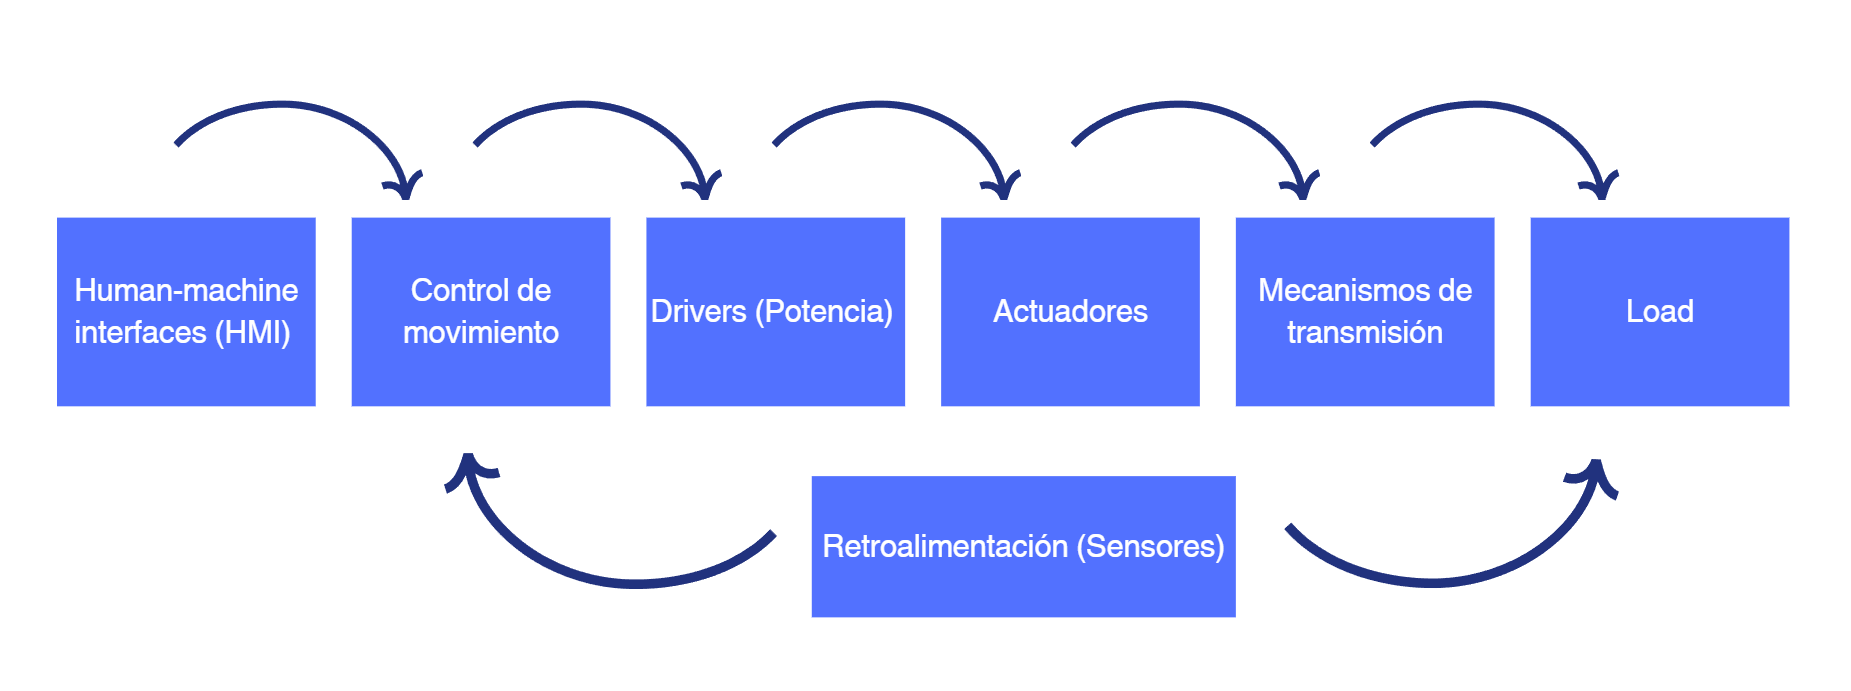 Human-machine
interfaces (HMI)
Control de
movimiento
Drivers (Potencia)
Actuadores
Mecanismos de
transmisión
Load
Retroalimentación (Sensores)